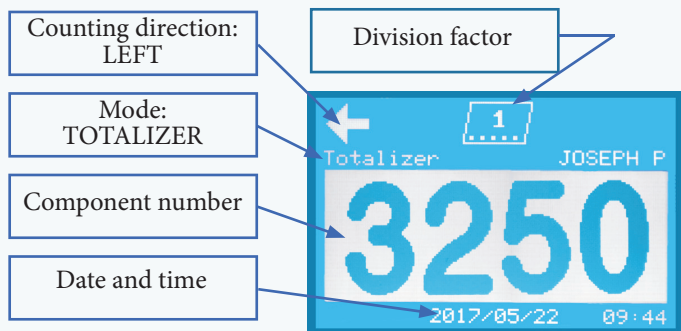 Counting direction:
LEFT
Division factor
Mode:
TOTALIZER
1
Totalizer JOSEPH P
Component number
3250
Date and time
2017/05/22 09:44